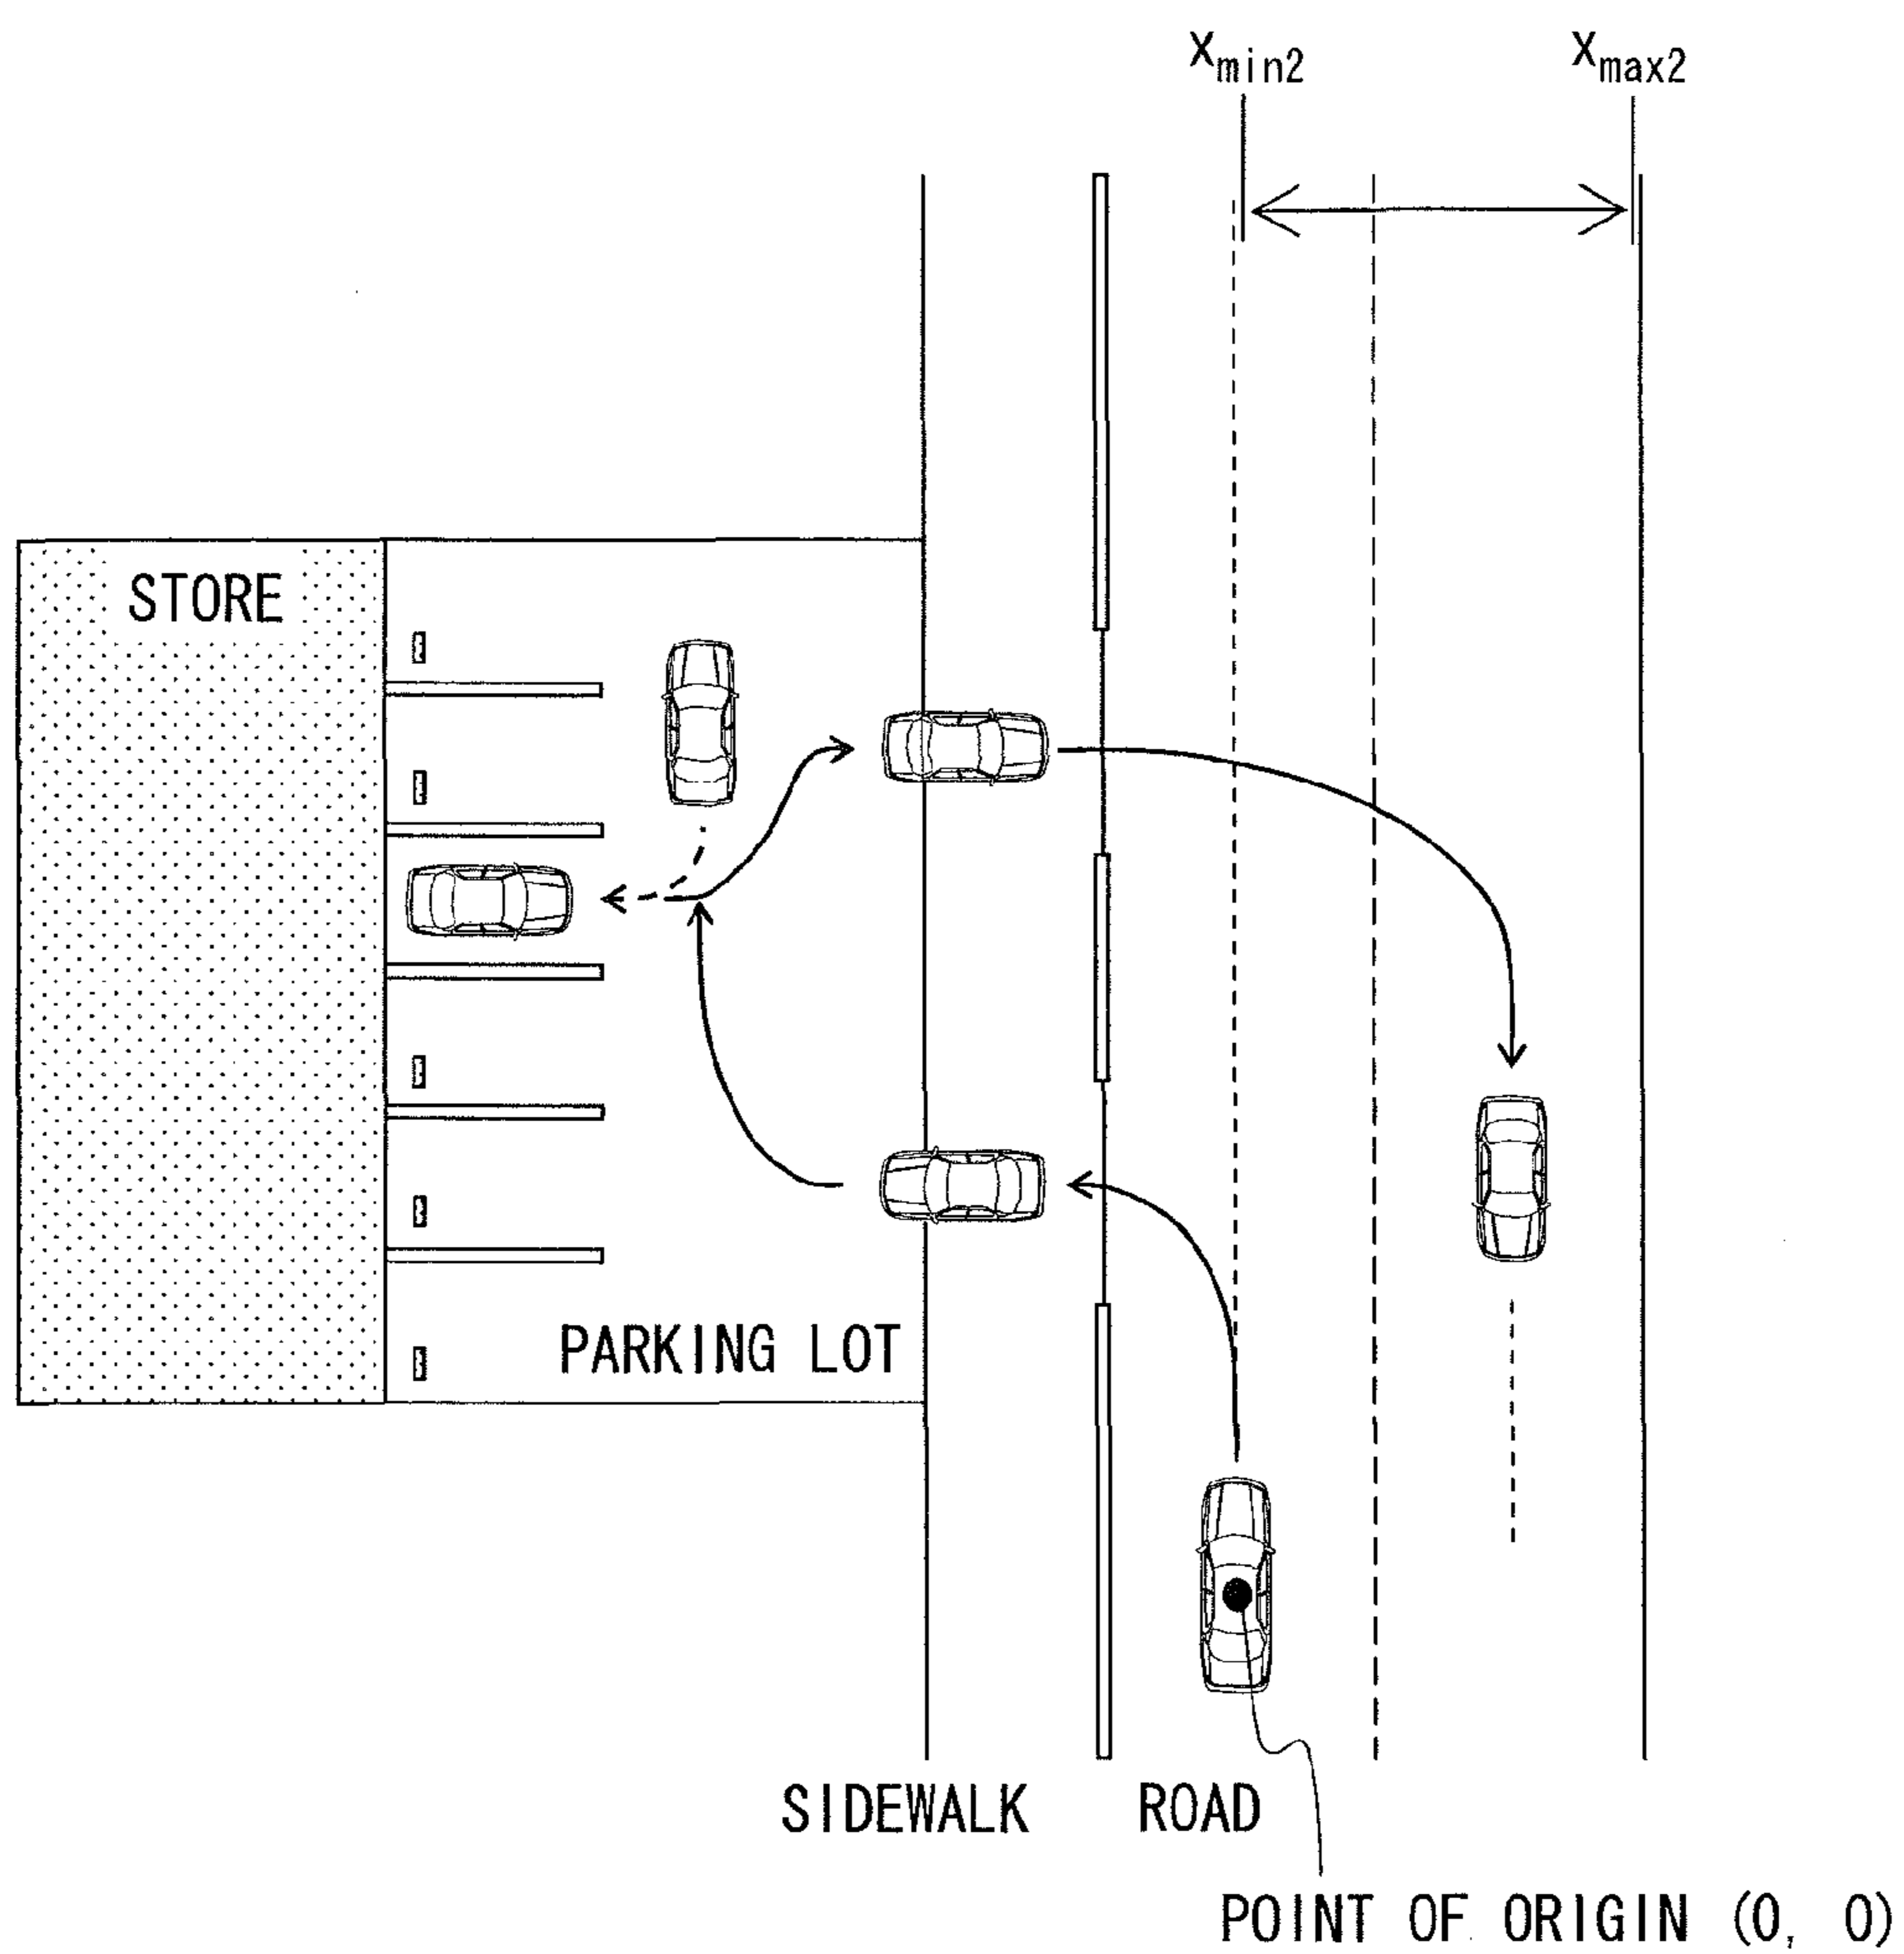 Xmin2
Xmax2
STORE
PARKING LOT
SIDEWALK
ROAD
POINT OF ORIGIN (0, 0)